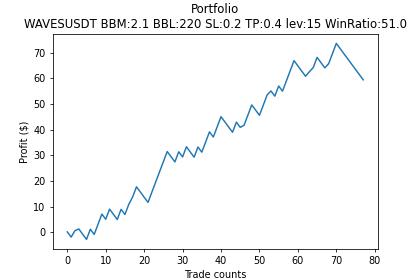 Portfolio
WAVESUSDT BBM:2.1 BBL:220 SL:0.2 TP:0.4 lev:15 WinRatio:51.0
70
60
50
40
30
20
10
0
Profit ($)
0 10 20 30 40 50 60 70 80
Trade counts